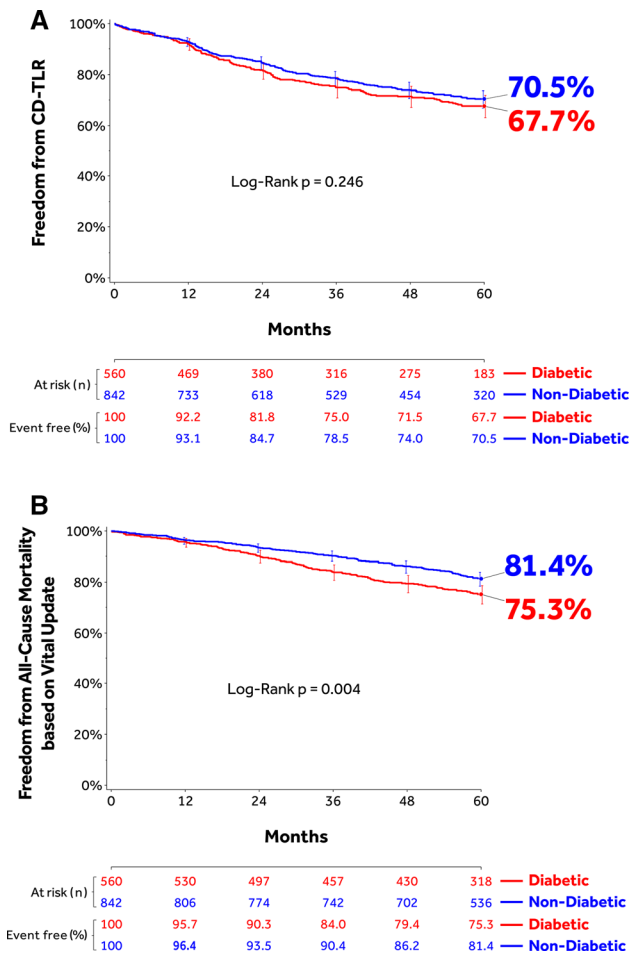 A
Freedom from CD-TLR
100%
80%
60%
40%
20%
0%
70.5%
67.7%
Log-Rank p = 0.246
0 12 24 36 48 60
Months
At risk (n)
560 469 380 316 275 183 Diabetic
842 733 618 529 454 320 Non-Diabetic
Event free (%)
100 92.2 81.8 75.0 71.5 67.7 Diabetic
100 93.1 84.7 78.5 74.0 70.5 Non-Diabetic
B
Freedom from All-Cause Mortality
based on Vital Update
100%
80%
60%
40%
20%
0%
81.4%
75.3%
Log-Rank p = 0.004
0 12 24 36 48 60
Months
At risk (n)
560 530 497 457 430 318 Diabetic
842 806 774 742 702 536 Non-Diabetic
Event free (%)
100 95.7 90.3 84.0 79.4 75.3 Diabetic
100 96.4 93.5 90.4 86.2 81.4 Non-Diabetic